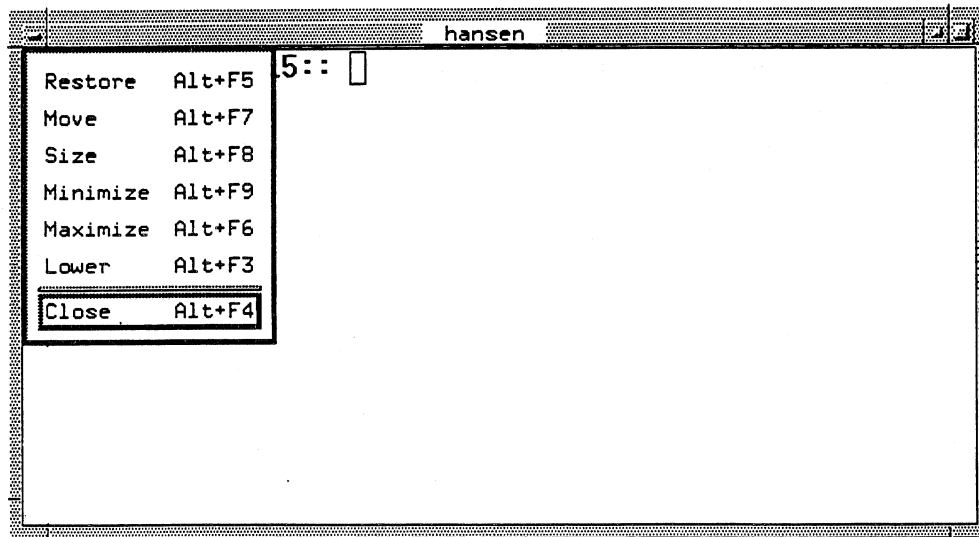 hansen
5::
Restore Alt+F5
Move Alt+F7
Size Alt+F8
Minimize Alt+F9
Maximize Alt+F6
Lower Alt+F3
Close Alt+F4